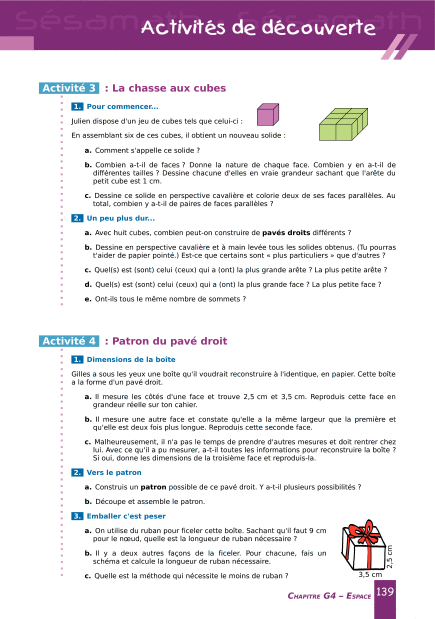 Sésamath Sésamath
Activités de découverte
Activité 3 : La chasse aux cubes
1. Pour commencer...
Julien dispose d'un jeu de cubes tels que celui-ci :
En assemblant six de ces cubes, il obtient un nouveau solide :
a. Comment s'appelle ce solide ?
b. Combien a-t-il de faces ? Donne la nature de chaque face. Combien y en a-t-il de
différentes tailles ? Dessine chacune d'elles en vraie grandeur sachant que l'arête du
petit cube est 1 cm.
c. Dessine ce solide en perspective cavalière et colorie deux de ses faces parallèles. Au
total, combien y a-t-il de paires de faces parallèles ?
2. Un peu plus dur...
a. Avec huit cubes, combien peut-on construire de pavés droits différents ?
b. Dessine en perspective cavalière et à main levée tous les solides obtenus. (Tu pourras
t'aider de papier pointé.) Est-ce que certains sont « plus particuliers » que d'autres ?
c. Quel(s) est (sont) celui (ceux) qui a (ont) la plus grande arête ? La plus petite arête ?
d. Quel(s) est (sont) celui (ceux) qui a (ont) la plus grande face ? La plus petite face ?
e. Ont-ils tous le même nombre de sommets ?
Activité 4 : Patron du pavé droit
1. Dimensions de la boîte
Gilles a sous les yeux une boîte qu'il voudrait reconstruire à l'identique, en papier. Cette boîte
a la forme d'un pavé droit.
a. Il mesure les côtés d'une face et trouve 2,5 cm et 3,5 cm. Reproduis cette face en
grandeur réelle sur ton cahier.
b. Il mesure une autre face et constate qu'elle a la même largeur que la première et
qu'elle est deux fois plus longue. Reproduis cette seconde face.
c. Malheureusement, il n'a pas le temps de prendre d'autres mesures et doit rentrer chez
lui. Avec ce qu'il a pu mesurer, a-t-il toutes les informations pour reconstruire la boîte ?
Si oui, donne les dimensions de la troisième face et reproduis-la.
2. Vers le patron
a. Construis un patron possible de ce pavé droit. Y a-t-il plusieurs possibilités ?
b. Découpe et assemble le patron.
3. Emballer c'est peser
a. On utilise du ruban pour ficeler cette boîte. Sachant qu'il faut 9 cm
pour le nœud, quelle est la longueur de ruban nécessaire ?
b. Il y a deux autres façons de la ficeler. Pour chacune, fais un
schéma et calcule la longueur de ruban nécessaire.
c. Quelle est la méthode qui nécessite le moins de ruban ?
2,5 cm
3,5 cm
CHAPITRE G4 – ESPACE 139